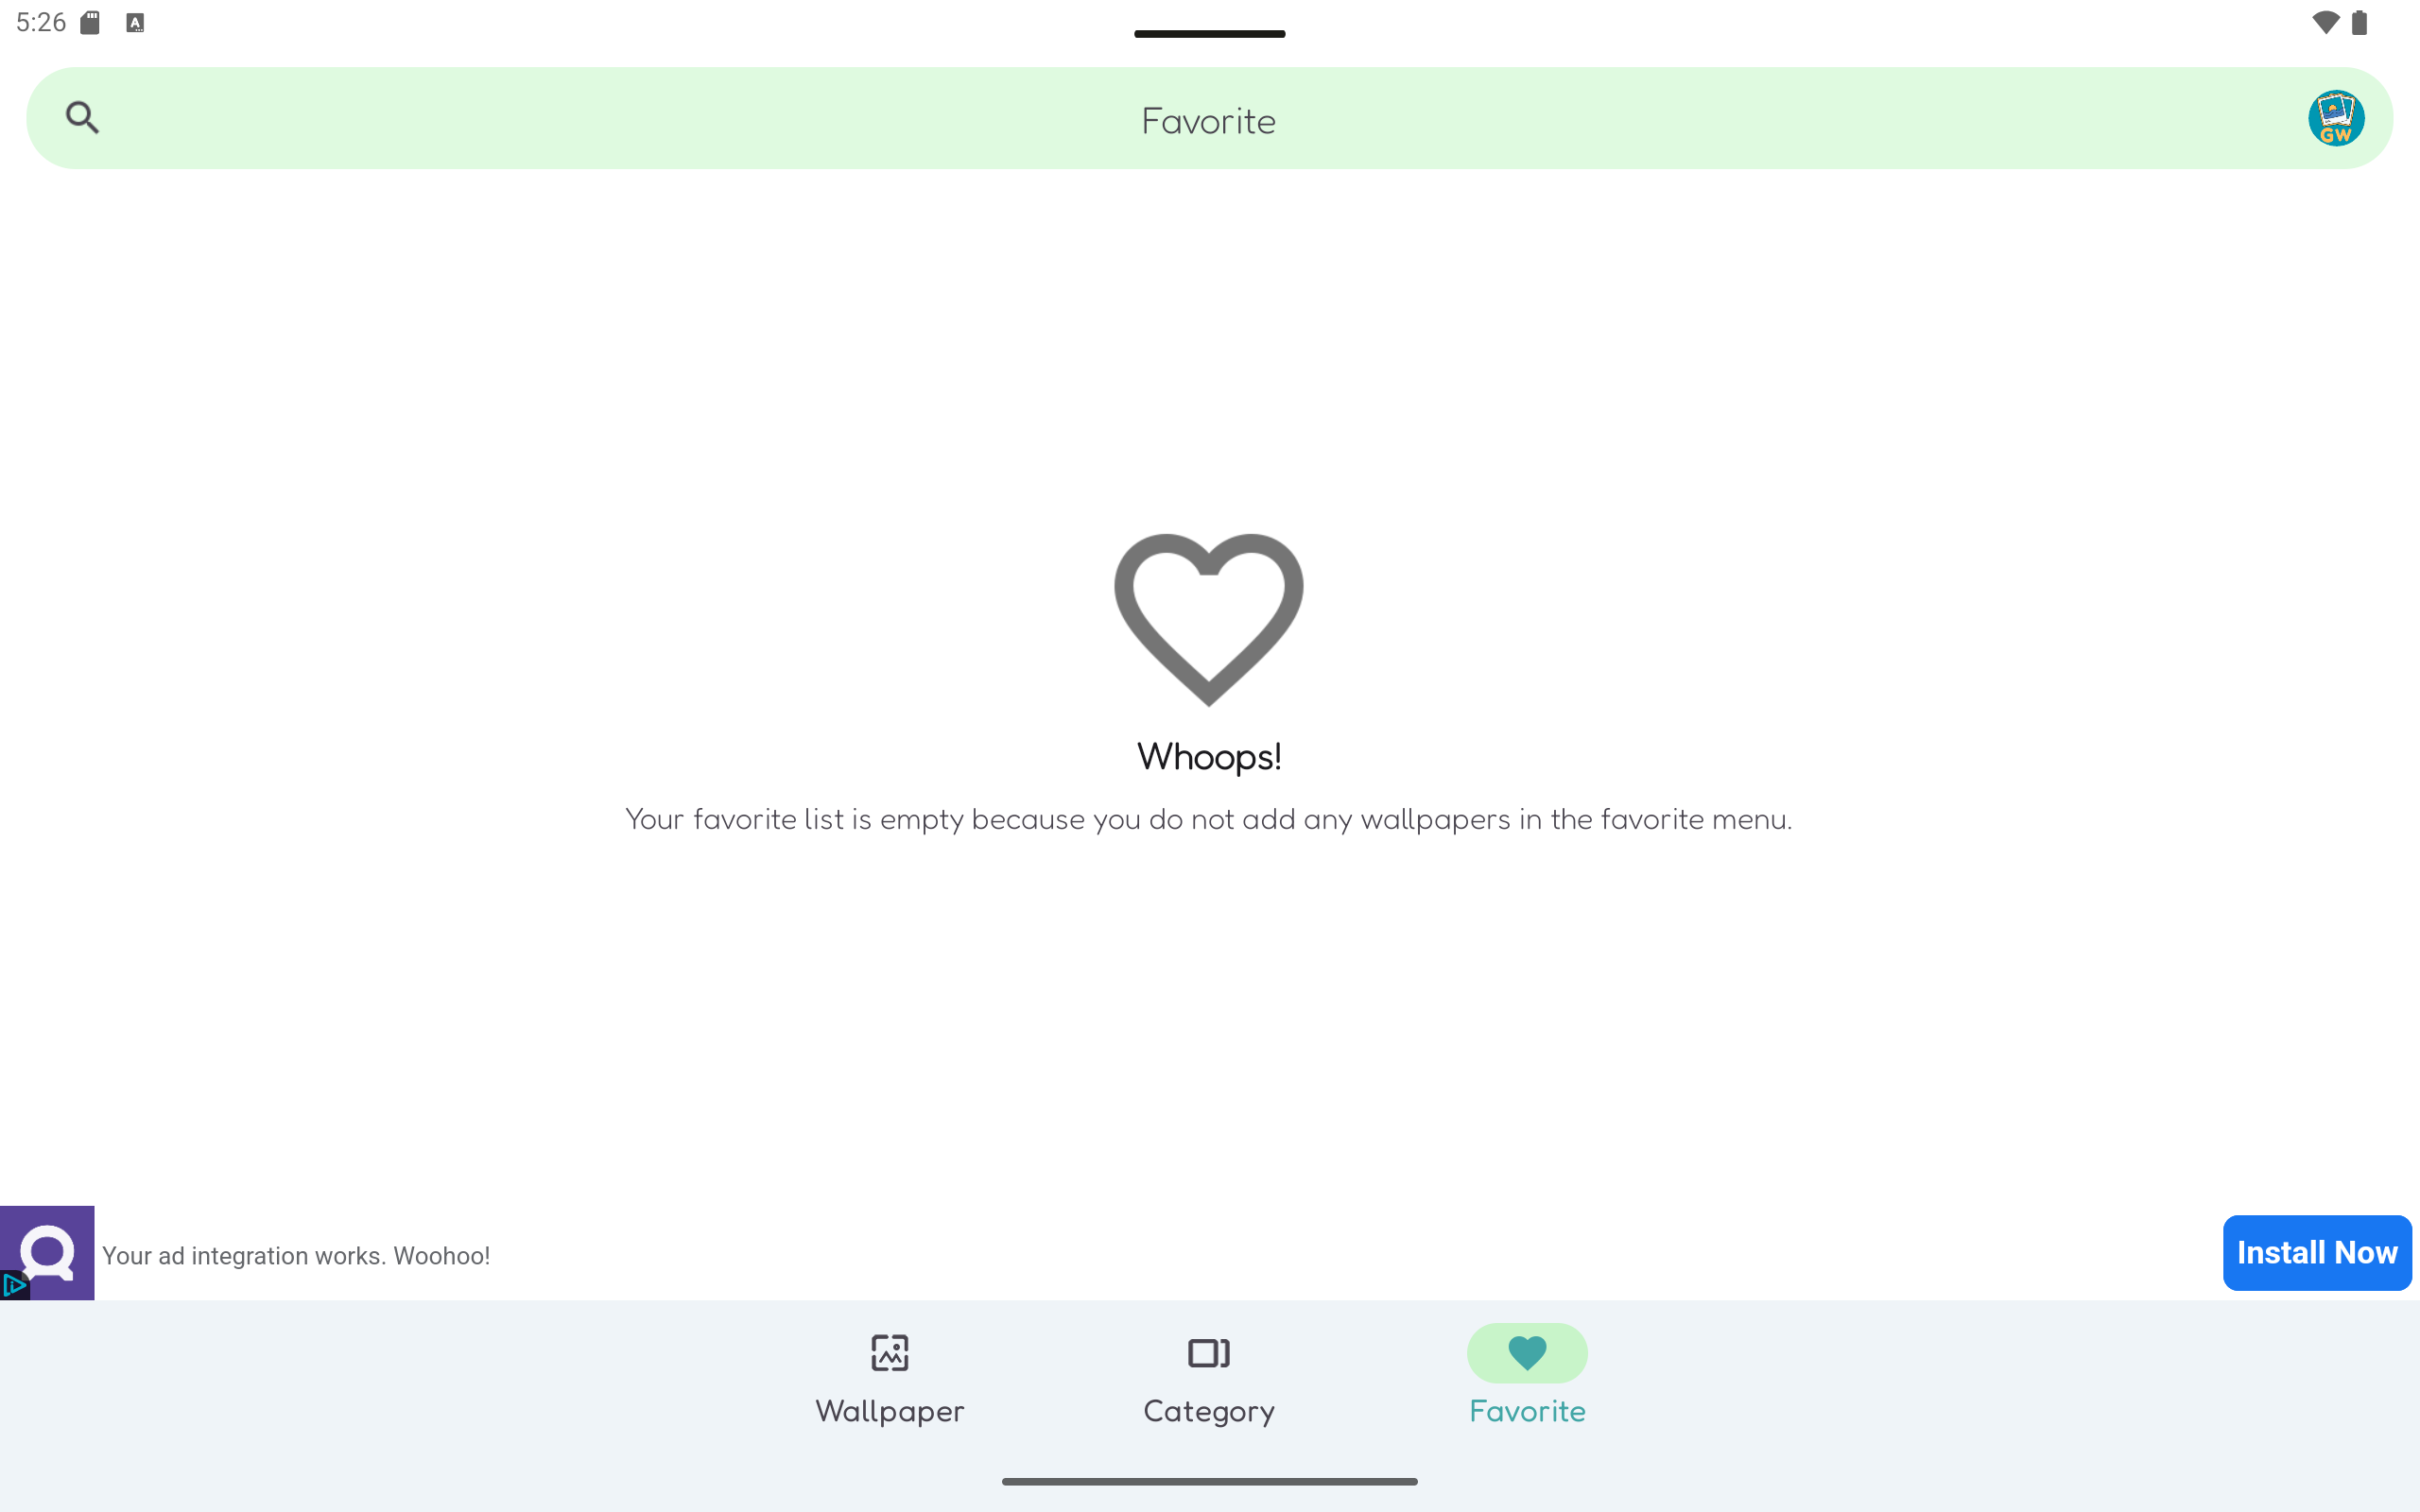 5:26
Favorite
GW
Whoops!
Your favorite list is empty because you do not add any wallpapers in the favorite menu.
Your ad integration works. Woohoo!
Install Now
Wallpaper
Category
Favorite